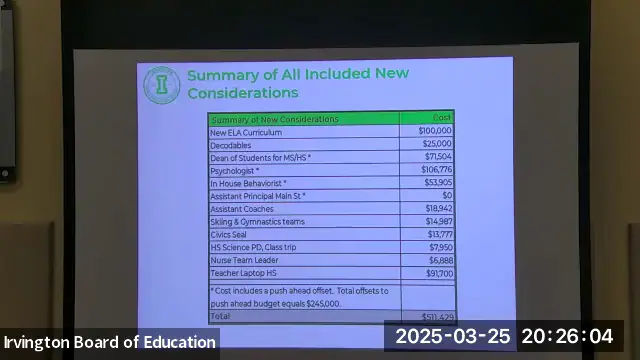 Summary of All Included New
Considerations
Summary of New Considerations Cost
New ELA Curriculum $100,000
Decodables $25,000
Dean of Students for MS/HS * $71,504
Psychologist * $106,776
In House Behaviorist * $53,905
Assistant Principal Main St * $0
Assistant Coaches $18,942
Skiing & Gymnastics teams $14,987
Civics Seal $13,777
HS Science PD, Class trip $7,950
Nurse Team Leader $6,888
Teacher Laptop HS $91,700
* Cost includes a push ahead offset. Total offsets to
push ahead budget equals $245,000.
Total $511,429
Irvington Board of Education
2025-03-25 20:26:04